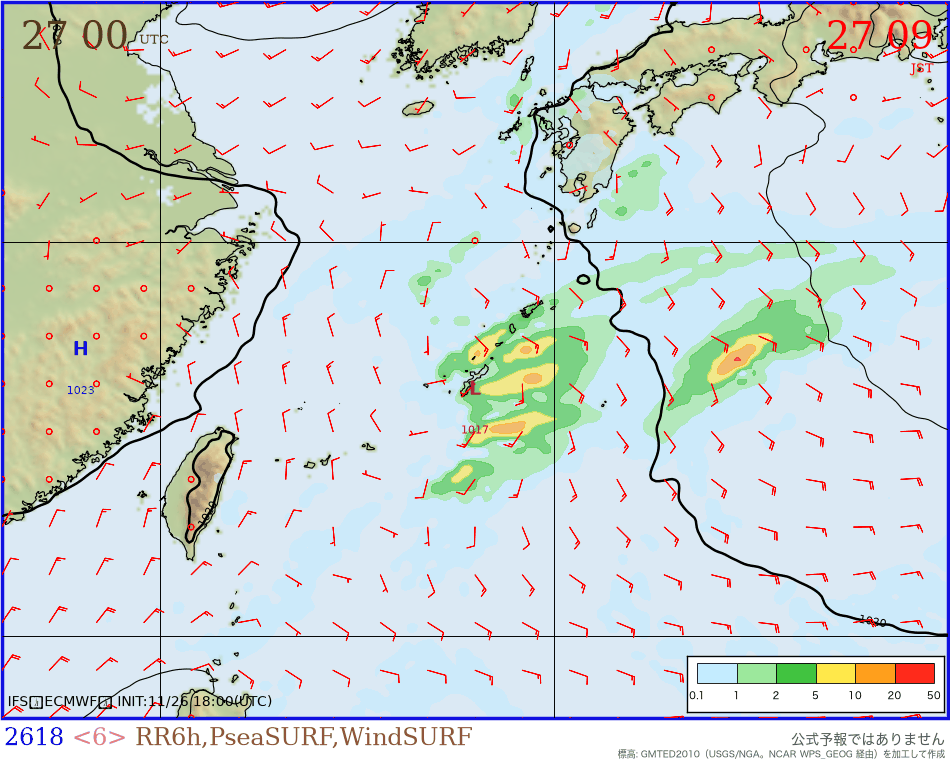 27 00 UTC
27 09
JST
H
1023
L
1017
1020
1020
0.1 1 2 5 10 20 50
IFS ECMWF INIT:11/26 18:00(UTC)
2618 <6> RR6h,PseaSURF,WindSURF
公式予報ではありません
標高: GMTED2010（USGS/NGA。NCAR WPS_GEOG 経由）を加工して作成